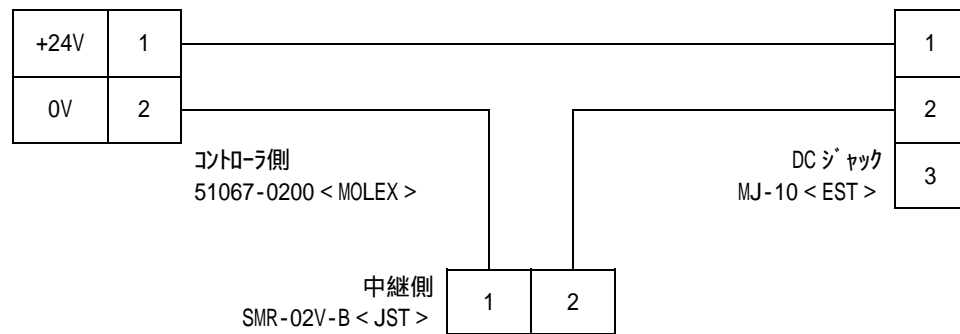 +24V 1 1
0V 2 2
3
コントローラ側
51067-0200 < MOLEX >
DC ジャック
MJ-10 < EST >
中継側
SMR-02V-B < JST >
1 2